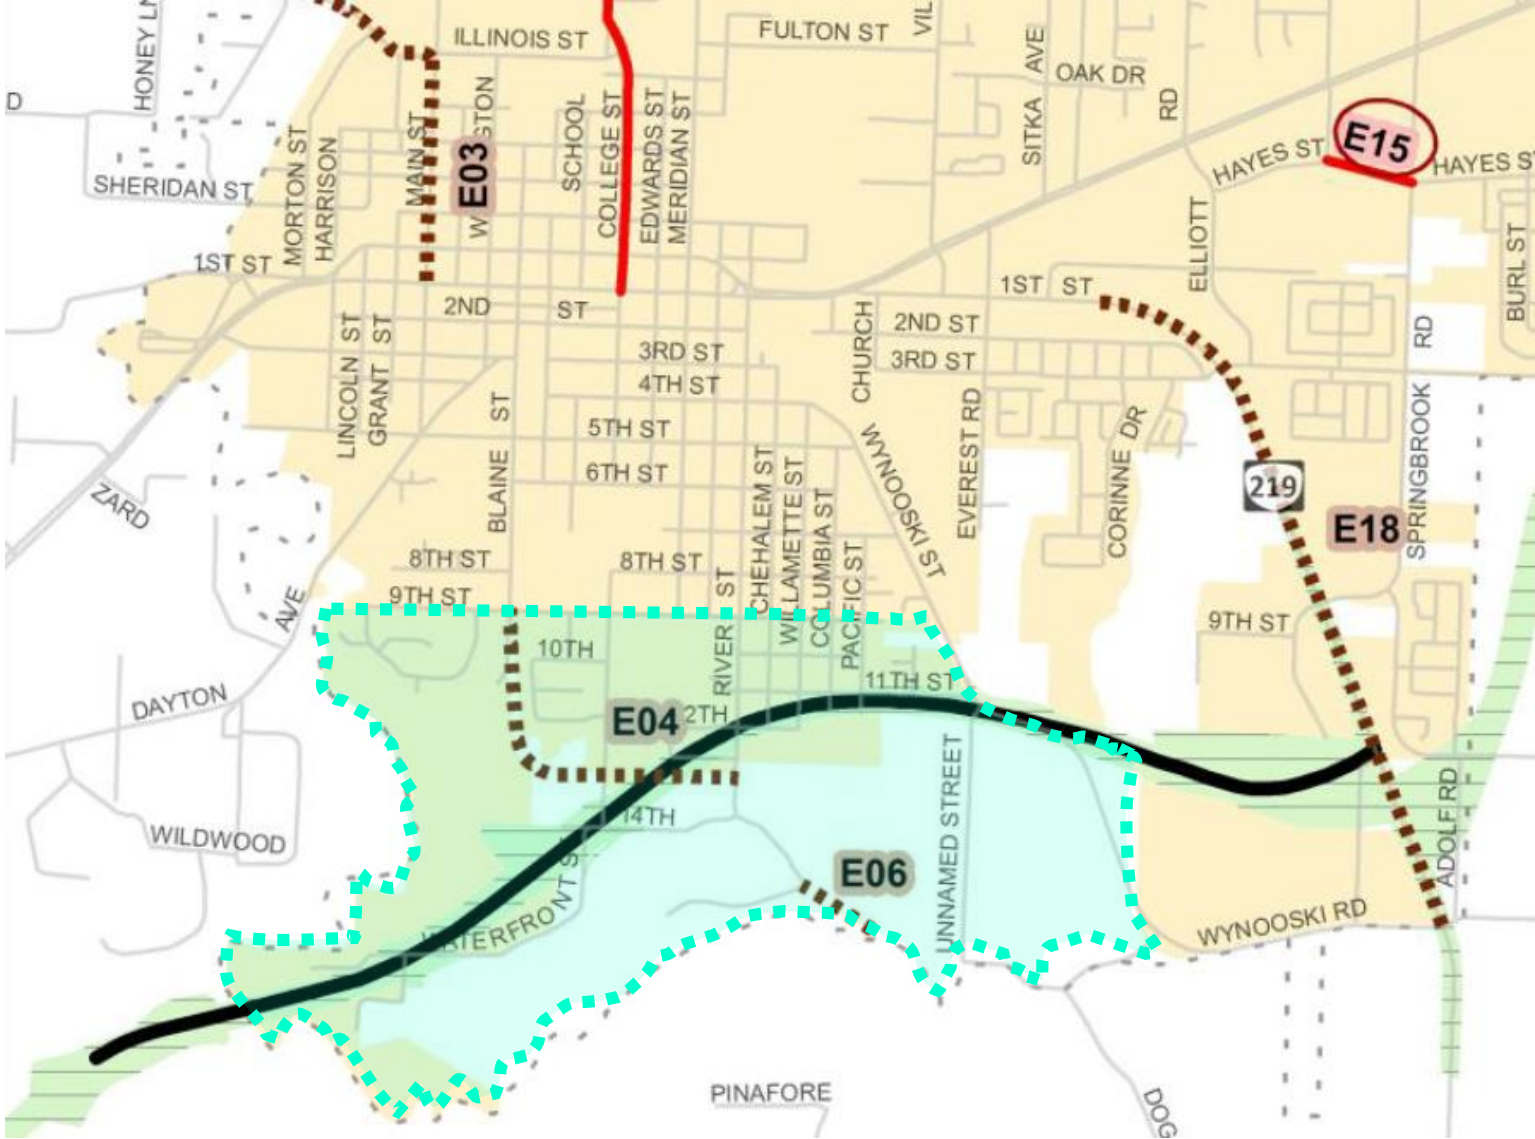 HONEY LN
ILLINOIS ST
FULTON ST
VIL
SITKA AVE
OAK DR
RD
D
MAIN ST
E03
SCHOOL
COLLEGE ST
EDWARDS ST
MERIDIAN ST
E15
HAYES ST
HAYES ST
SHERIDAN ST
MORTON ST
HARRISON
1ST ST
ELLIOTT
BURL ST
1ST ST
2ND ST
LINCOLN ST
GRANT ST
CHURCH
2ND ST
3RD ST
3RD ST
4TH ST
RD
SPRINGBROOK
BLAINE ST
5TH ST
6TH ST
WYNOOSKI ST
EVEREST RD
CORINNE DR
219
E18
ZARD
CHEHALEM ST
WILLAMETTE ST
COLUMBIA ST
PACIFIC ST
8TH ST
8TH ST
9TH ST
AVE
RIVER ST
9TH ST
10TH
11TH ST
DAYTON
E04
2TH
UNNAMED STREET
ADOLF RD
14TH
WILDWOOD
E06
WATERFRONT S
WYNOOSKI RD
PINAFORE
DOG